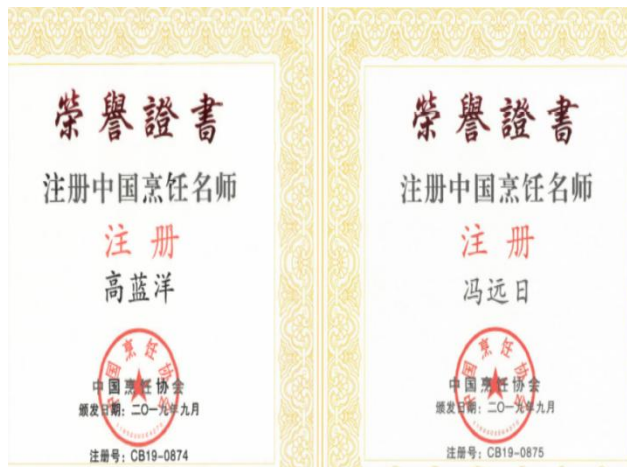 榮譽證書
注册中国烹饪名师
注册
高蓝洋
中国烹饪协会
颁发日期：二〇一九年九月
注册号：CB19-0874
榮譽證書
注册中国烹饪名师
注册
冯远日
中国烹饪协会
颁发日期：二〇一九年九月
注册号：CB19-0875